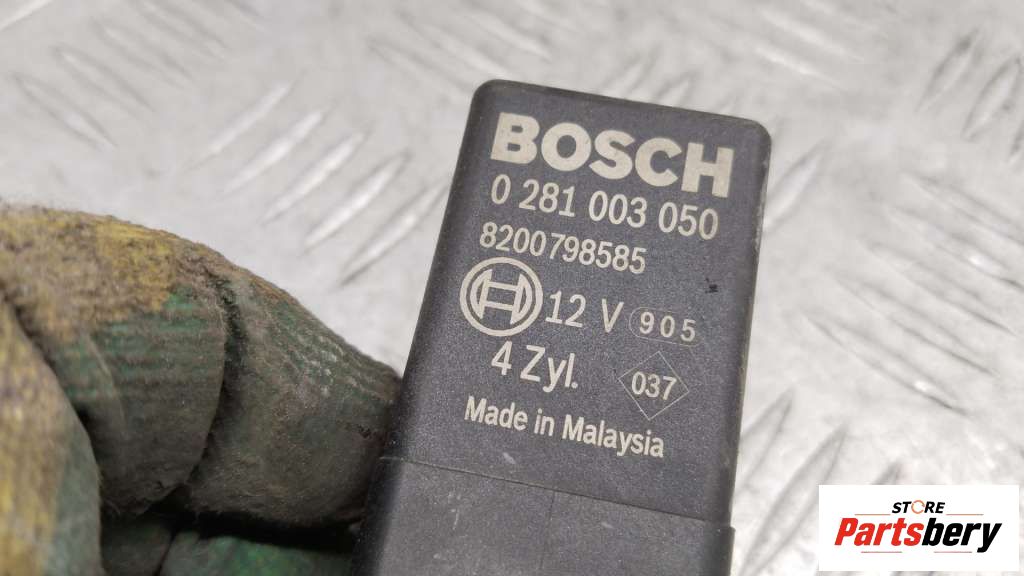 BOSCH
0 281 003 050
8200798585
12 V 905
4 Zyl. 037
Made in Malaysia
STORE
Partsbery